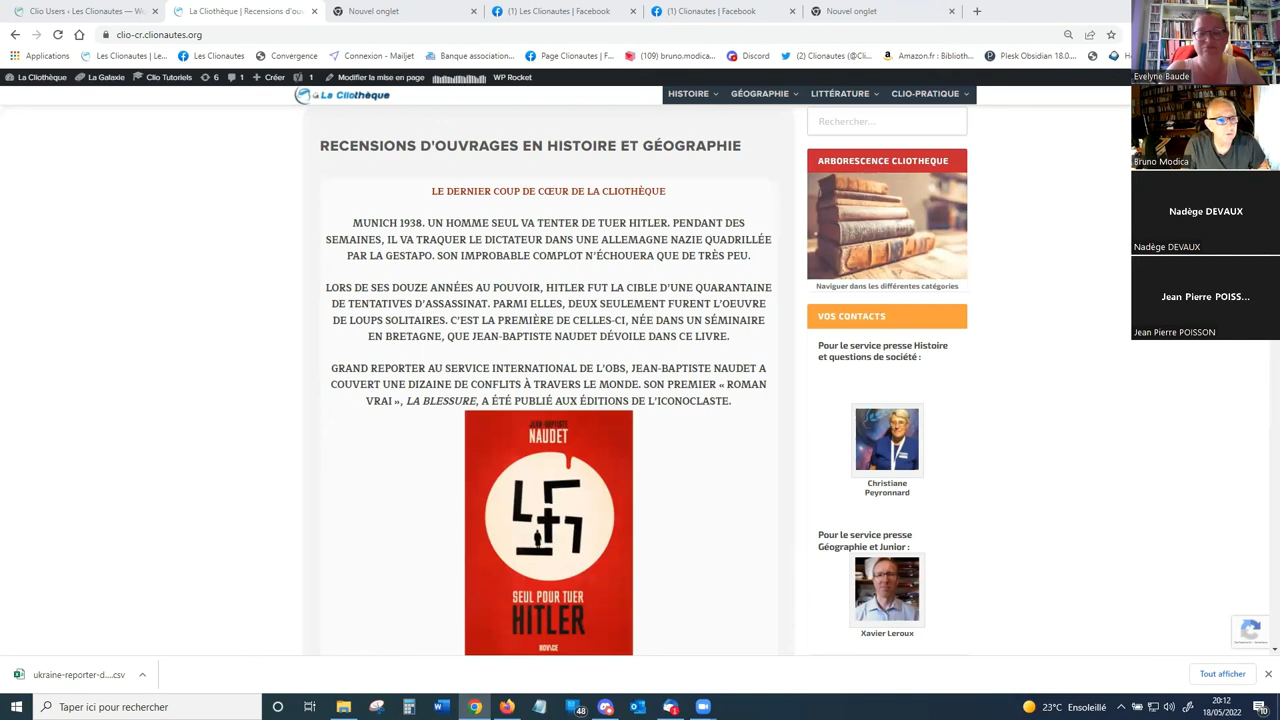 Clio Users ‹ Les Clionautes — W
La Cliothèque | Recensions d'ou
Nouvel onglet
(1) Les Clionautes | Facebook
(1) Clionautes | Facebook
Nouvel onglet
clio-cr.clionautes.org
Applications
Les Clionautes | Le...
Les Clionautes
Convergence
Connexion - Mailjet
Banque association...
Page Clionautes | F...
(109) bruno.modica...
Discord
(2) Clionautes (@Cli...
Amazon.fr : Biblioth...
Plesk Obsidian 18.0...
La Cliothèque
La Galaxie
Clio Tutoriels
6
1
Créer
1
Modifier la mise en page
WP Rocket
La Cliothèque
HISTOIRE
GÉOGRAPHIE
LITTÉRATURE
CLIO-PRATIQUE
RECENSIONS D'OUVRAGES EN HISTOIRE ET GÉOGRAPHIE
LE DERNIER COUP DE CŒUR DE LA CLIOTHÈQUE
MUNICH 1938. UN HOMME SEUL VA TENTER DE TUER HITLER. PENDANT DES
SEMAINES, IL VA TRAQUER LE DICTATEUR DANS UNE ALLEMAGNE NAZIE QUADRILLÉE
PAR LA GESTAPO. SON IMPROBABLE COMPLOT N'ÉCHOUERA QUE DE TRÈS PEU.
LORS DE SES DOUZE ANNÉES AU POUVOIR, HITLER FUT LA CIBLE D'UNE QUARANTAINE
DE TENTATIVES D'ASSASSINAT. PARMI ELLES, DEUX SEULEMENT FURENT L'OEUVRE
DE LOUPS SOLITAIRES. C'EST LA PREMIÈRE DE CELLES-CI, NÉE DANS UN SÉMINAIRE
EN BRETAGNE, QUE JEAN-BAPTISTE NAUDET DÉVOILE DANS CE LIVRE.
GRAND REPORTER AU SERVICE INTERNATIONAL DE L'OBS, JEAN-BAPTISTE NAUDET A
COUVERT UNE DIZAINE DE CONFLITS À TRAVERS LE MONDE. SON PREMIER « ROMAN
VRAI », LA BLESSURE, A ÉTÉ PUBLIÉ AUX ÉDITIONS DE L'ICONOCLASTE.
JEAN-BAPTISTE
NAUDET
SEUL POUR TUER
HITLER
NOVICE
Rechercher...
ARBORESCENCE CLIOTHEQUE
Naviguer dans les différentes catégories
VOS CONTACTS
Pour le service presse Histoire
et questions de société :
Christiane
Peyronnard
Pour le service presse
Géographie et Junior :
Xavier Leroux
Evelyne Baude
Bruno Modica
Nadège DEVAUX
Nadège DEVAUX
Jean Pierre POISS...
Jean Pierre POISSON
ukraine-reporter-d....csv
Tout afficher
Taper ici pour rechercher
48
1
23°C Ensoleillé
20:12
18/05/2022
10